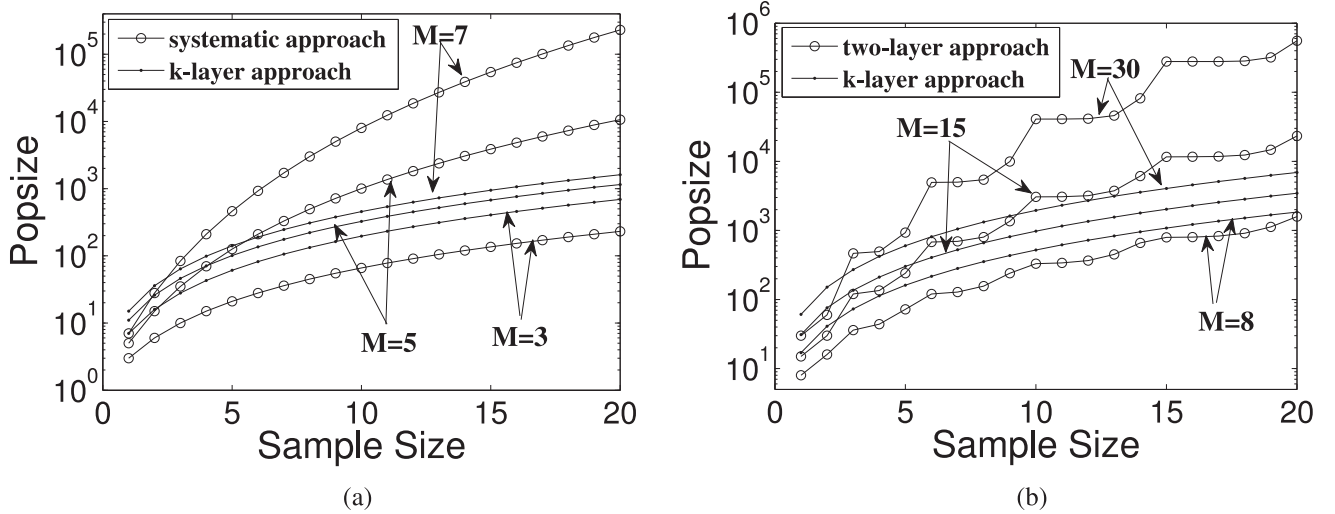 systematic approach
k-layer approach
M=7
M=5
M=3
Popsize
10^5
10^4
10^3
10^2
10^1
10^0
0 5 10 15 20
Sample Size
(a)
two-layer approach
k-layer approach
M=30
M=15
M=8
Popsize
10^6
10^5
10^4
10^3
10^2
10^1
0 5 10 15 20
Sample Size
(b)